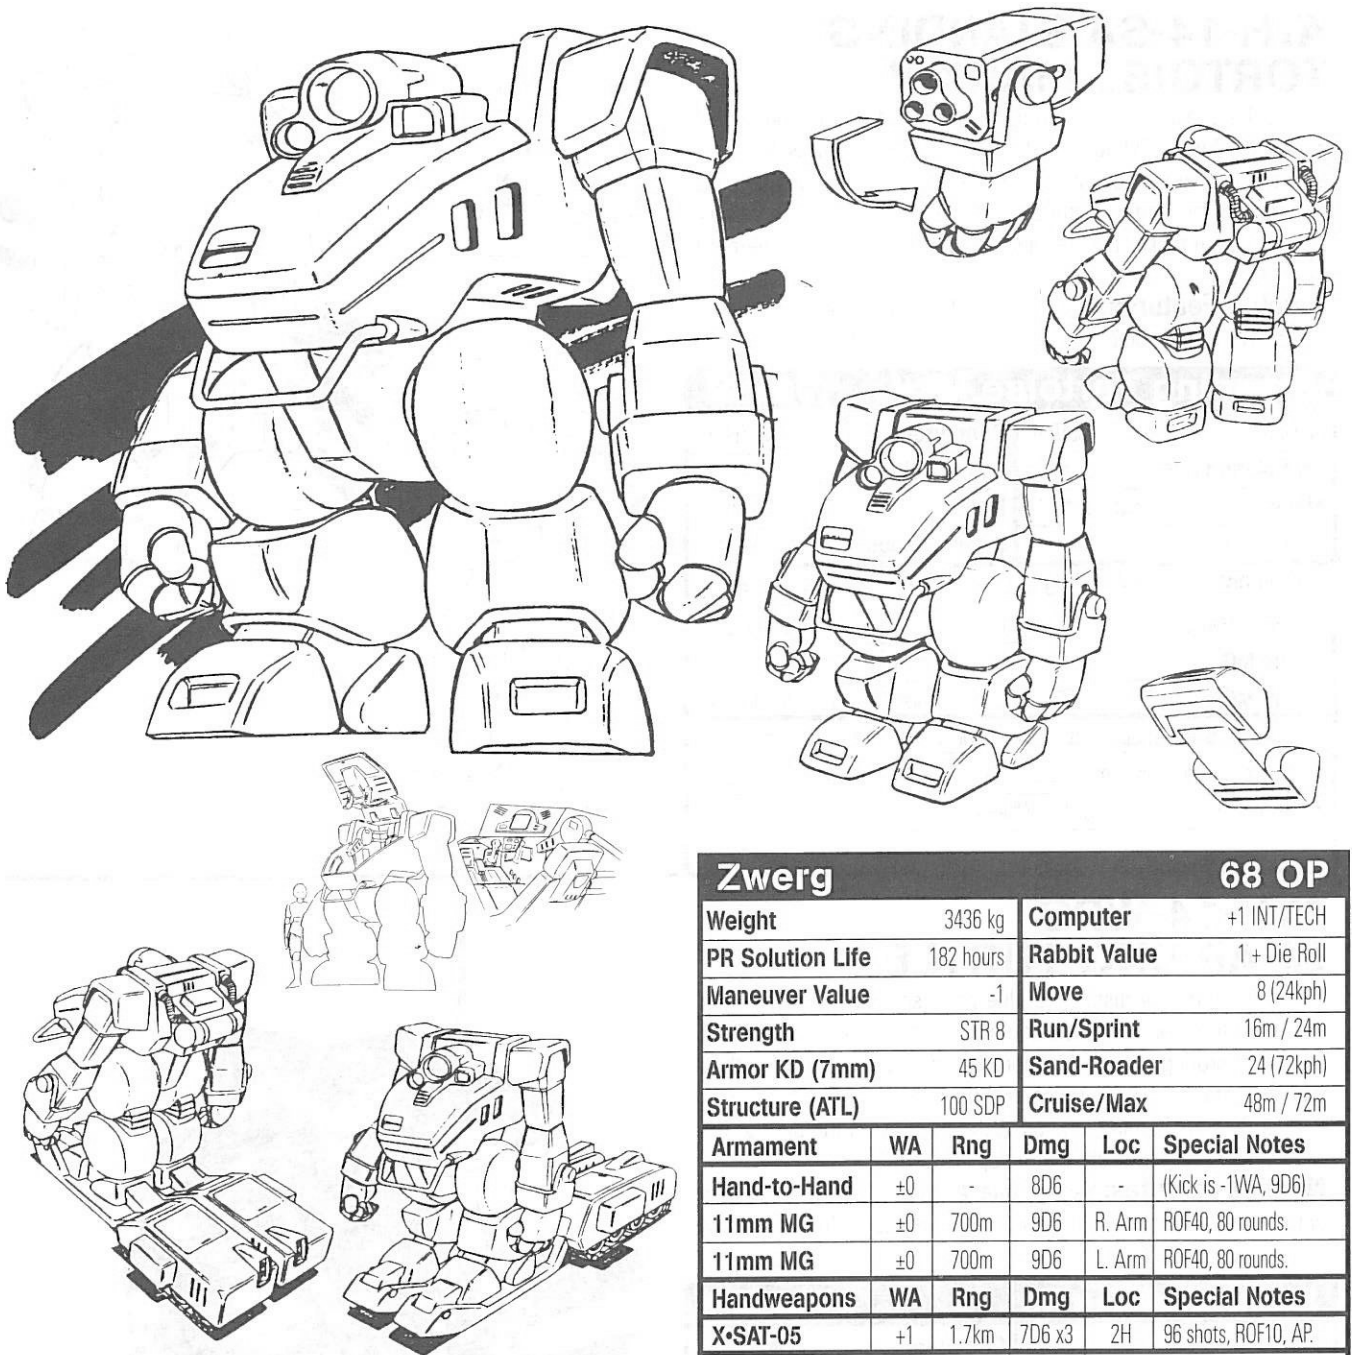 Zwerg 68 OP
Weight 3436 kg Computer +1 INT/TECH
PR Solution Life 182 hours Rabbit Value 1 + Die Roll
Maneuver Value -1 Move 8 (24kph)
Strength STR 8 Run/Sprint 16m / 24m
Armor KD (7mm) 45 KD Sand-Roader 24 (72kph)
Structure (ATL) 100 SDP Cruise/Max 48m / 72m
Armament WA Rng Dmg Loc Special Notes
Hand-to-Hand ±0 - 8D6 - (Kick is -1WA, 9D6)
11mm MG ±0 700m 9D6 R. Arm ROF40, 80 rounds.
11mm MG ±0 700m 9D6 L. Arm ROF40, 80 rounds.
Handweapons WA Rng Dmg Loc Special Notes
X•SAT-05 +1 1.7km 7D6 x3 2H 96 shots, ROF10, AP.